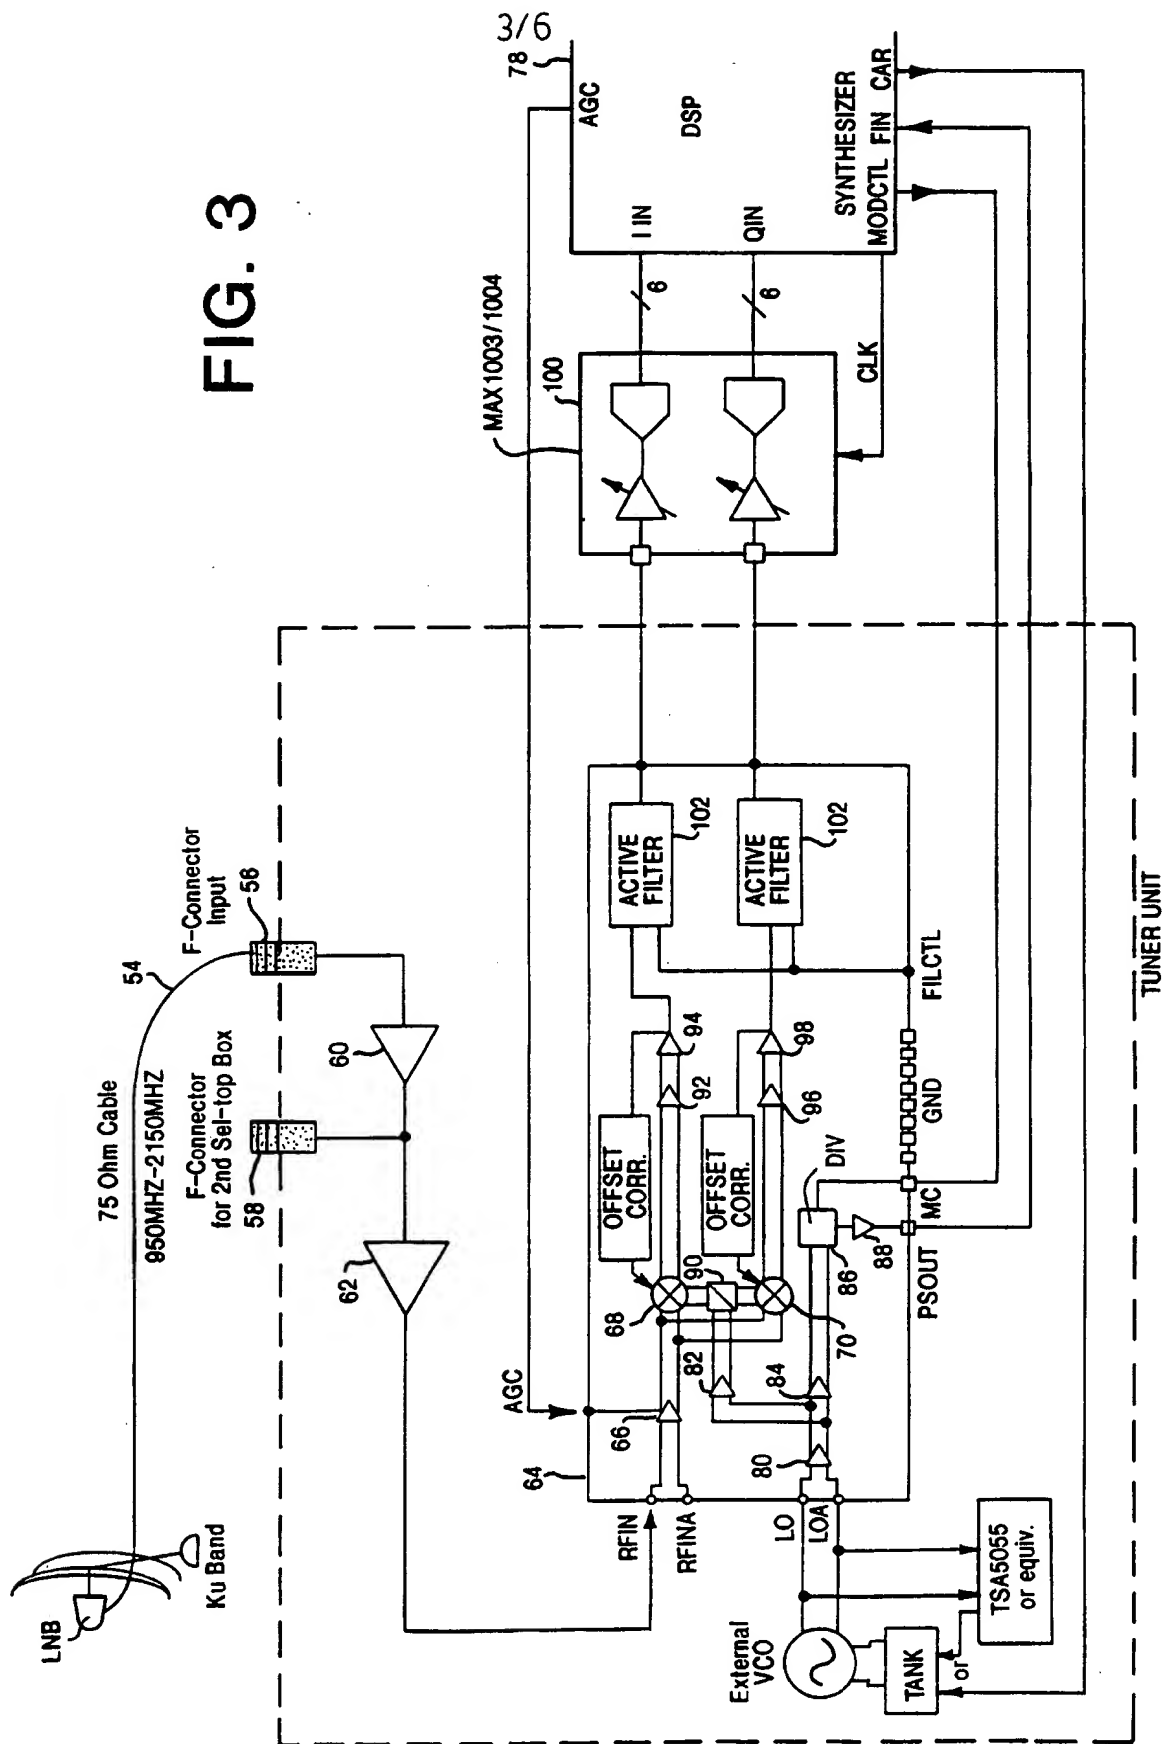 3/6
FIG. 3
LNB
Ku Band
75 Ohm Cable
950MHZ-2150MHZ
54
F-Connector
for 2nd Sel-top Box
58
F-Connector
Input
56
60
62
AGC
64
66
RFIN
RFINA
LO
LOA
External
VCO
TANK
or
TSA5055
or equiv.
80
82
84
68
70
90
86
DIV
88
OFFSET
CORR.
OFFSET
CORR.
92
94
96
98
PSOUT
MC
GND
FILCTL
ACTIVE
FILTER
102
ACTIVE
FILTER
102
TUNER UNIT
MAX1003/1004
100
CLK
6
6
78
AGC
DSP
I IN
QIN
SYNTHESIZER
MODCTL FIN CAR